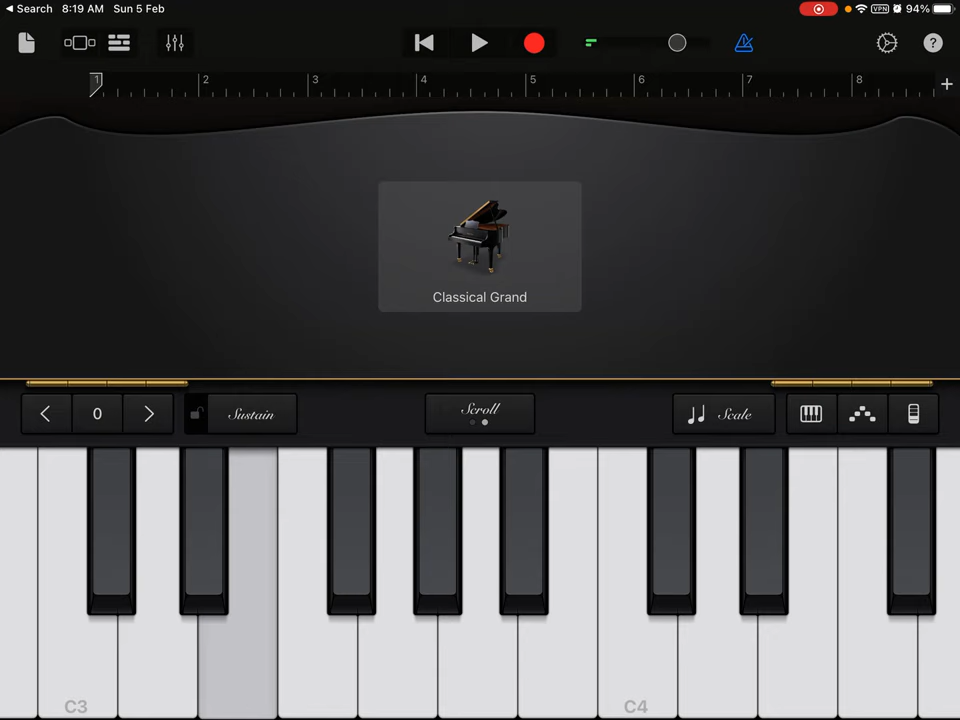 Search 8:19 AM Sun 5 Feb VPN 94%
?
1 2 3 4 5 6 7 8 +
Classical Grand
0 Sustain Scroll Scale
C3 C4